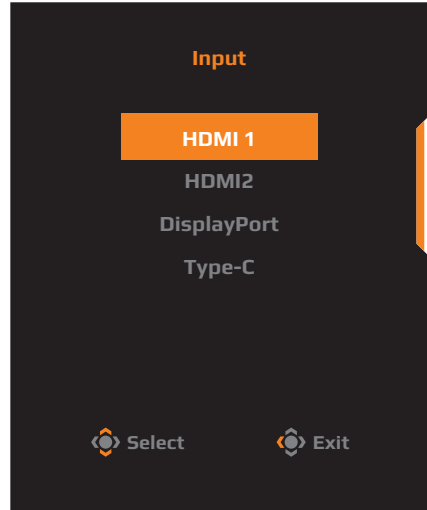 Input
HDMI 1
HDMI2
DisplayPort
Type-C
Select Exit